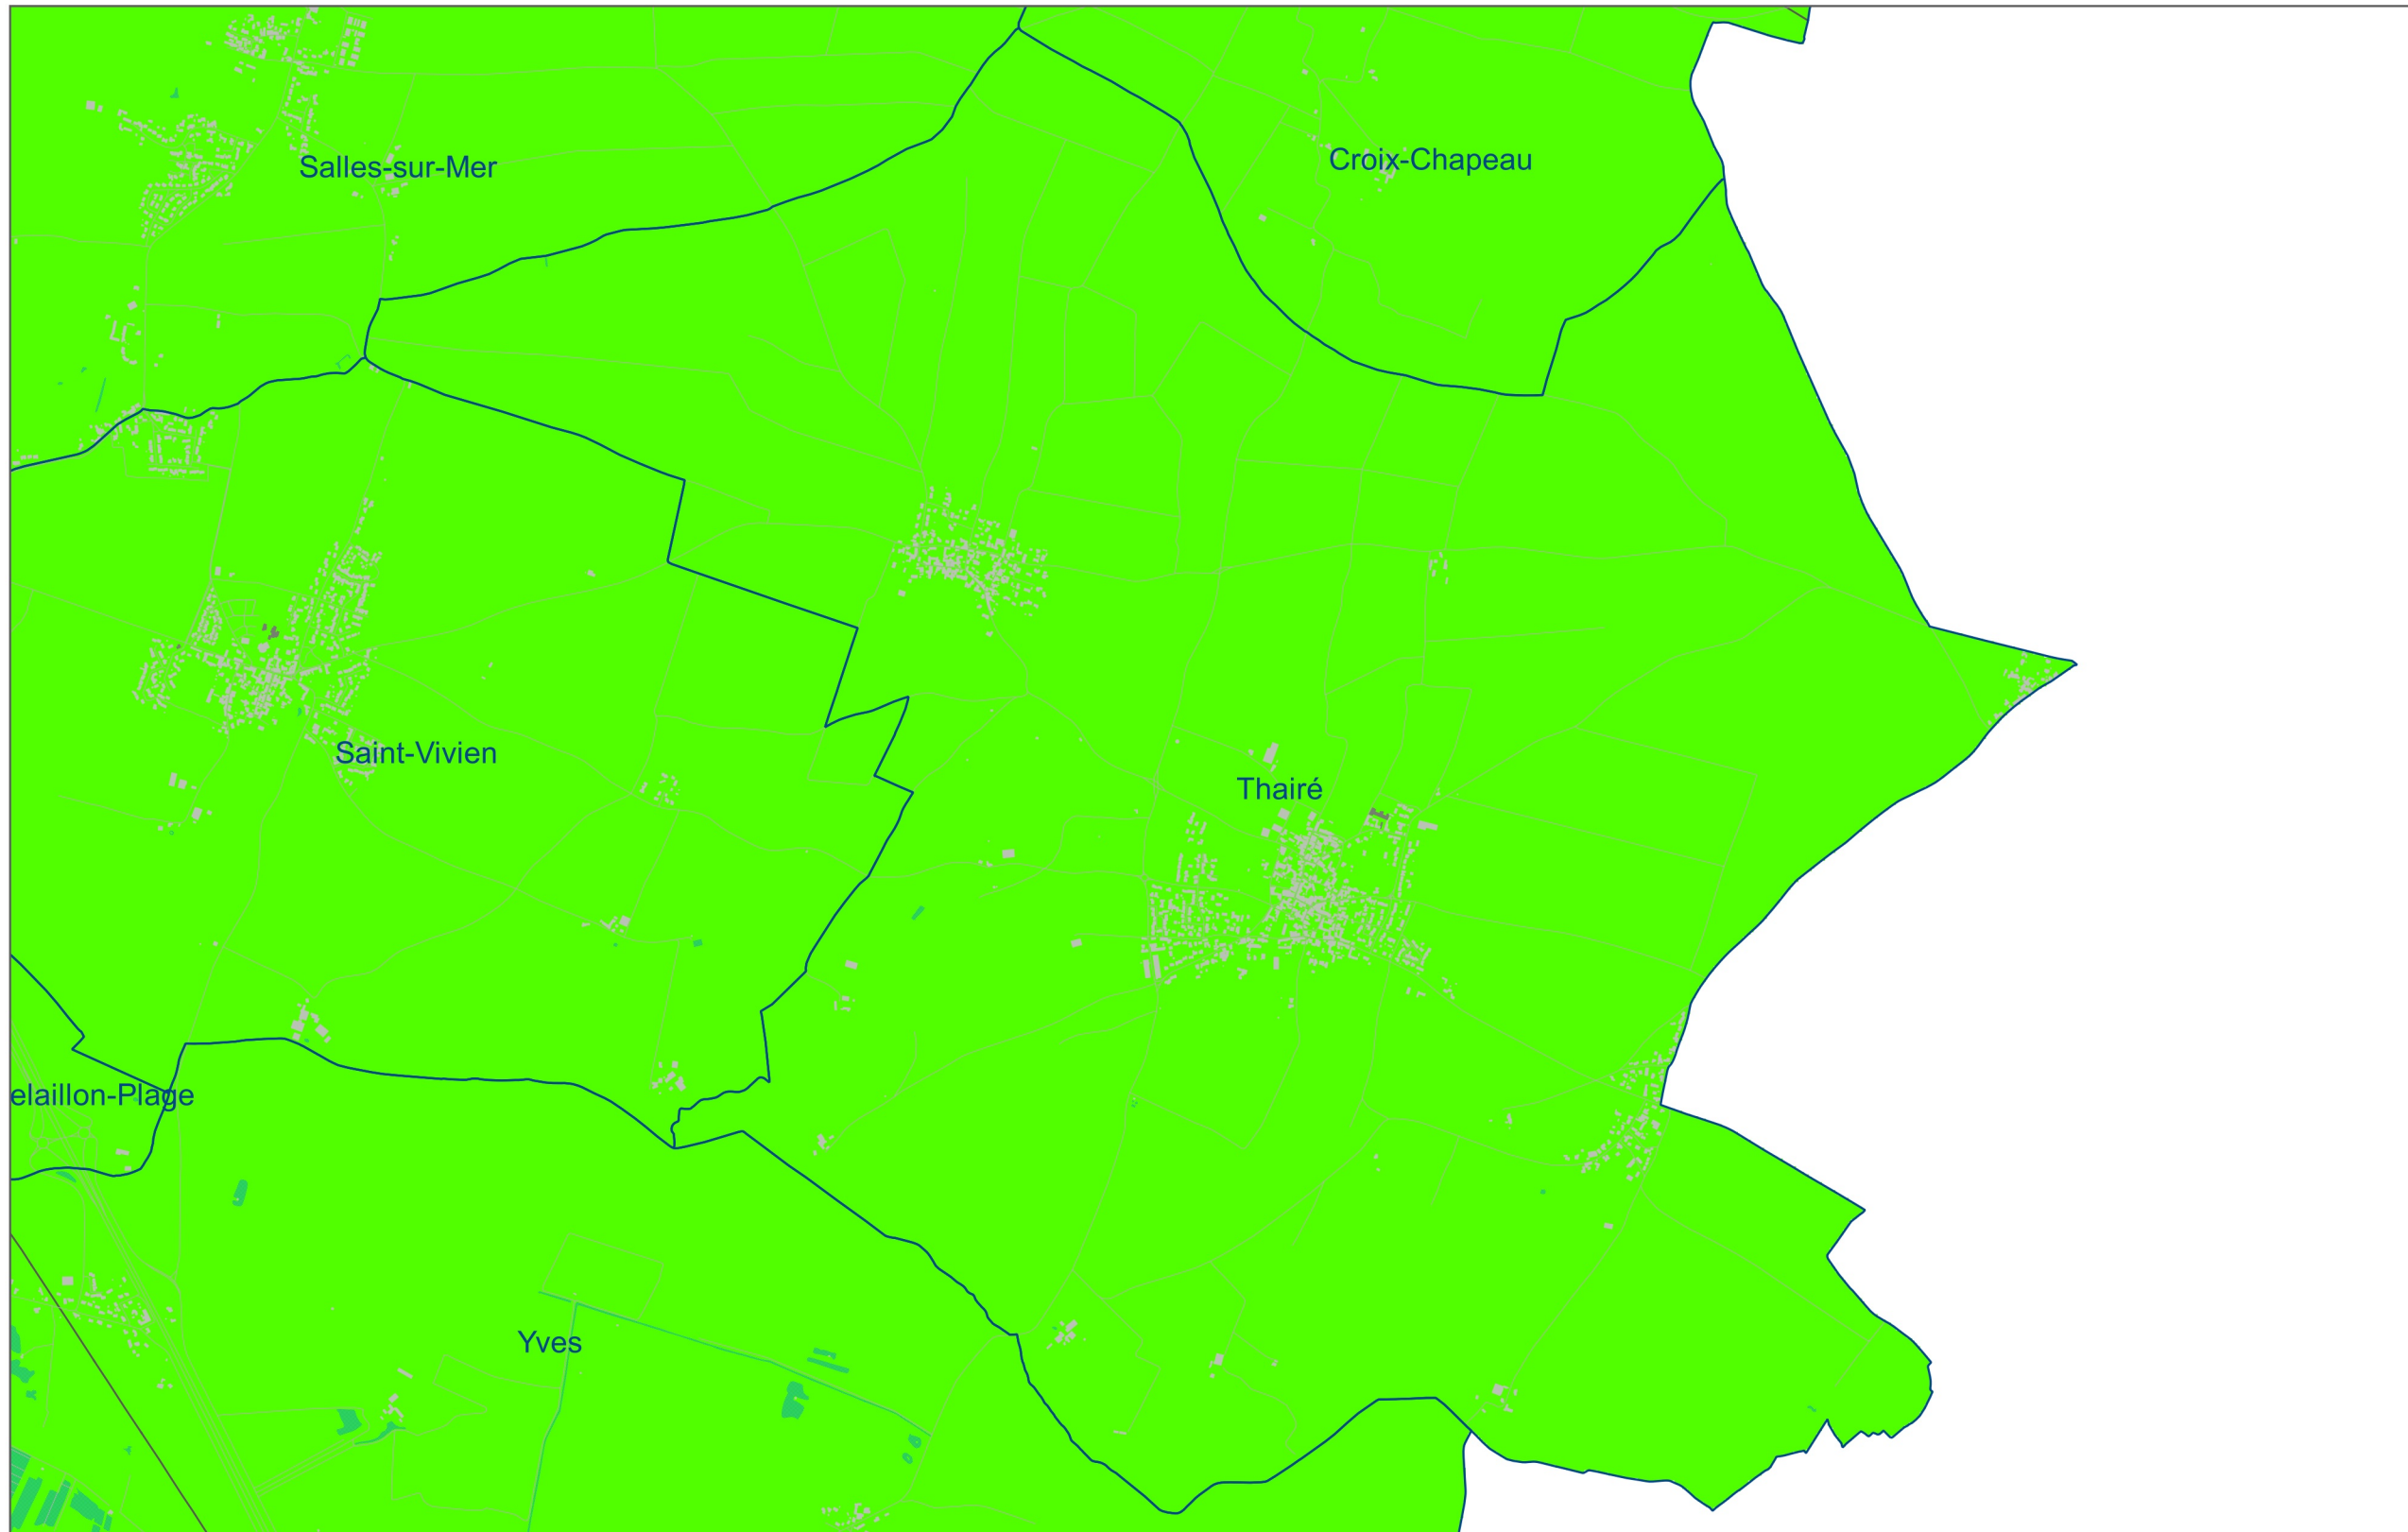 Salles-sur-Mer
Croix-Chapeau
Saint-Vivien
Thairé
elaillon-Plage
Yves